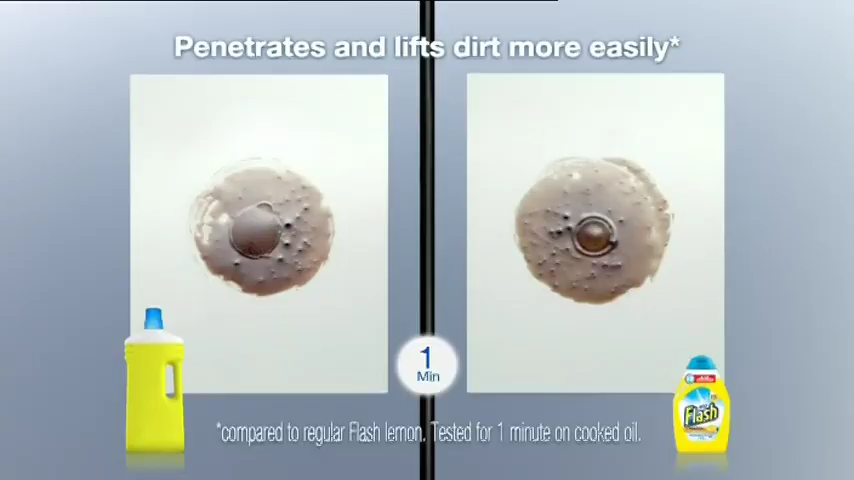 Penetrates and lifts dirt more easily*
1
Min
Flash
*compared to regular Flash lemon. Tested for 1 minute on cooked oil.